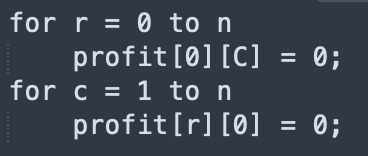 for r = 0 to n
profit[0][C] = 0;
for c = 1 to n
profit[r][0] = 0;